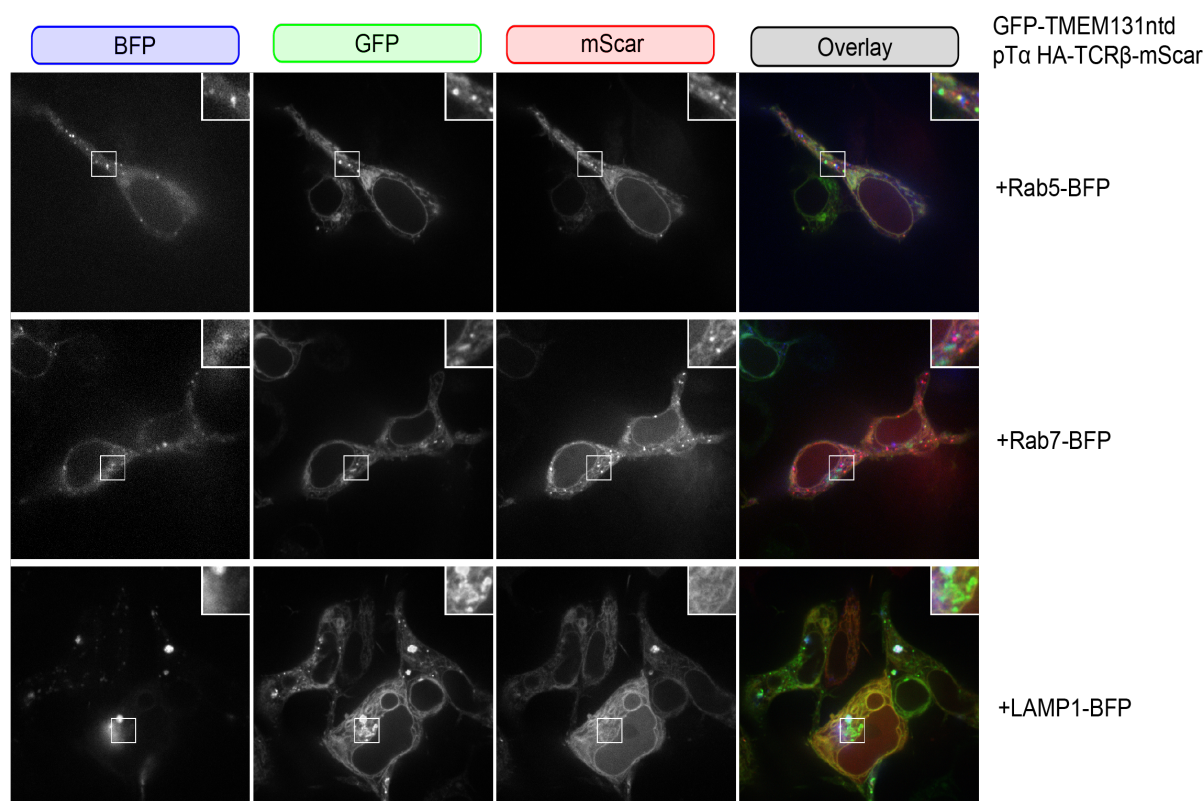 BFP
GFP
mScar
Overlay
GFP-TMEM131ntd
pTα HA-TCRβ-mScar
+Rab5-BFP
+Rab7-BFP
+LAMP1-BFP